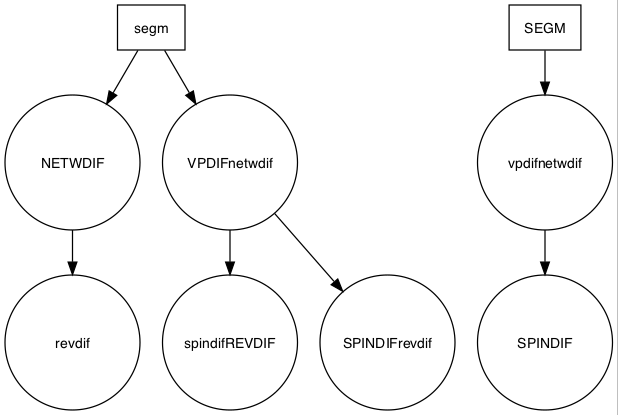 segm
SEGM
NETWDIF
VPDIFnetwdif
vpdifnetwdif
revdif
spindifREVDIF
SPINDIFrevdif
SPINDIF